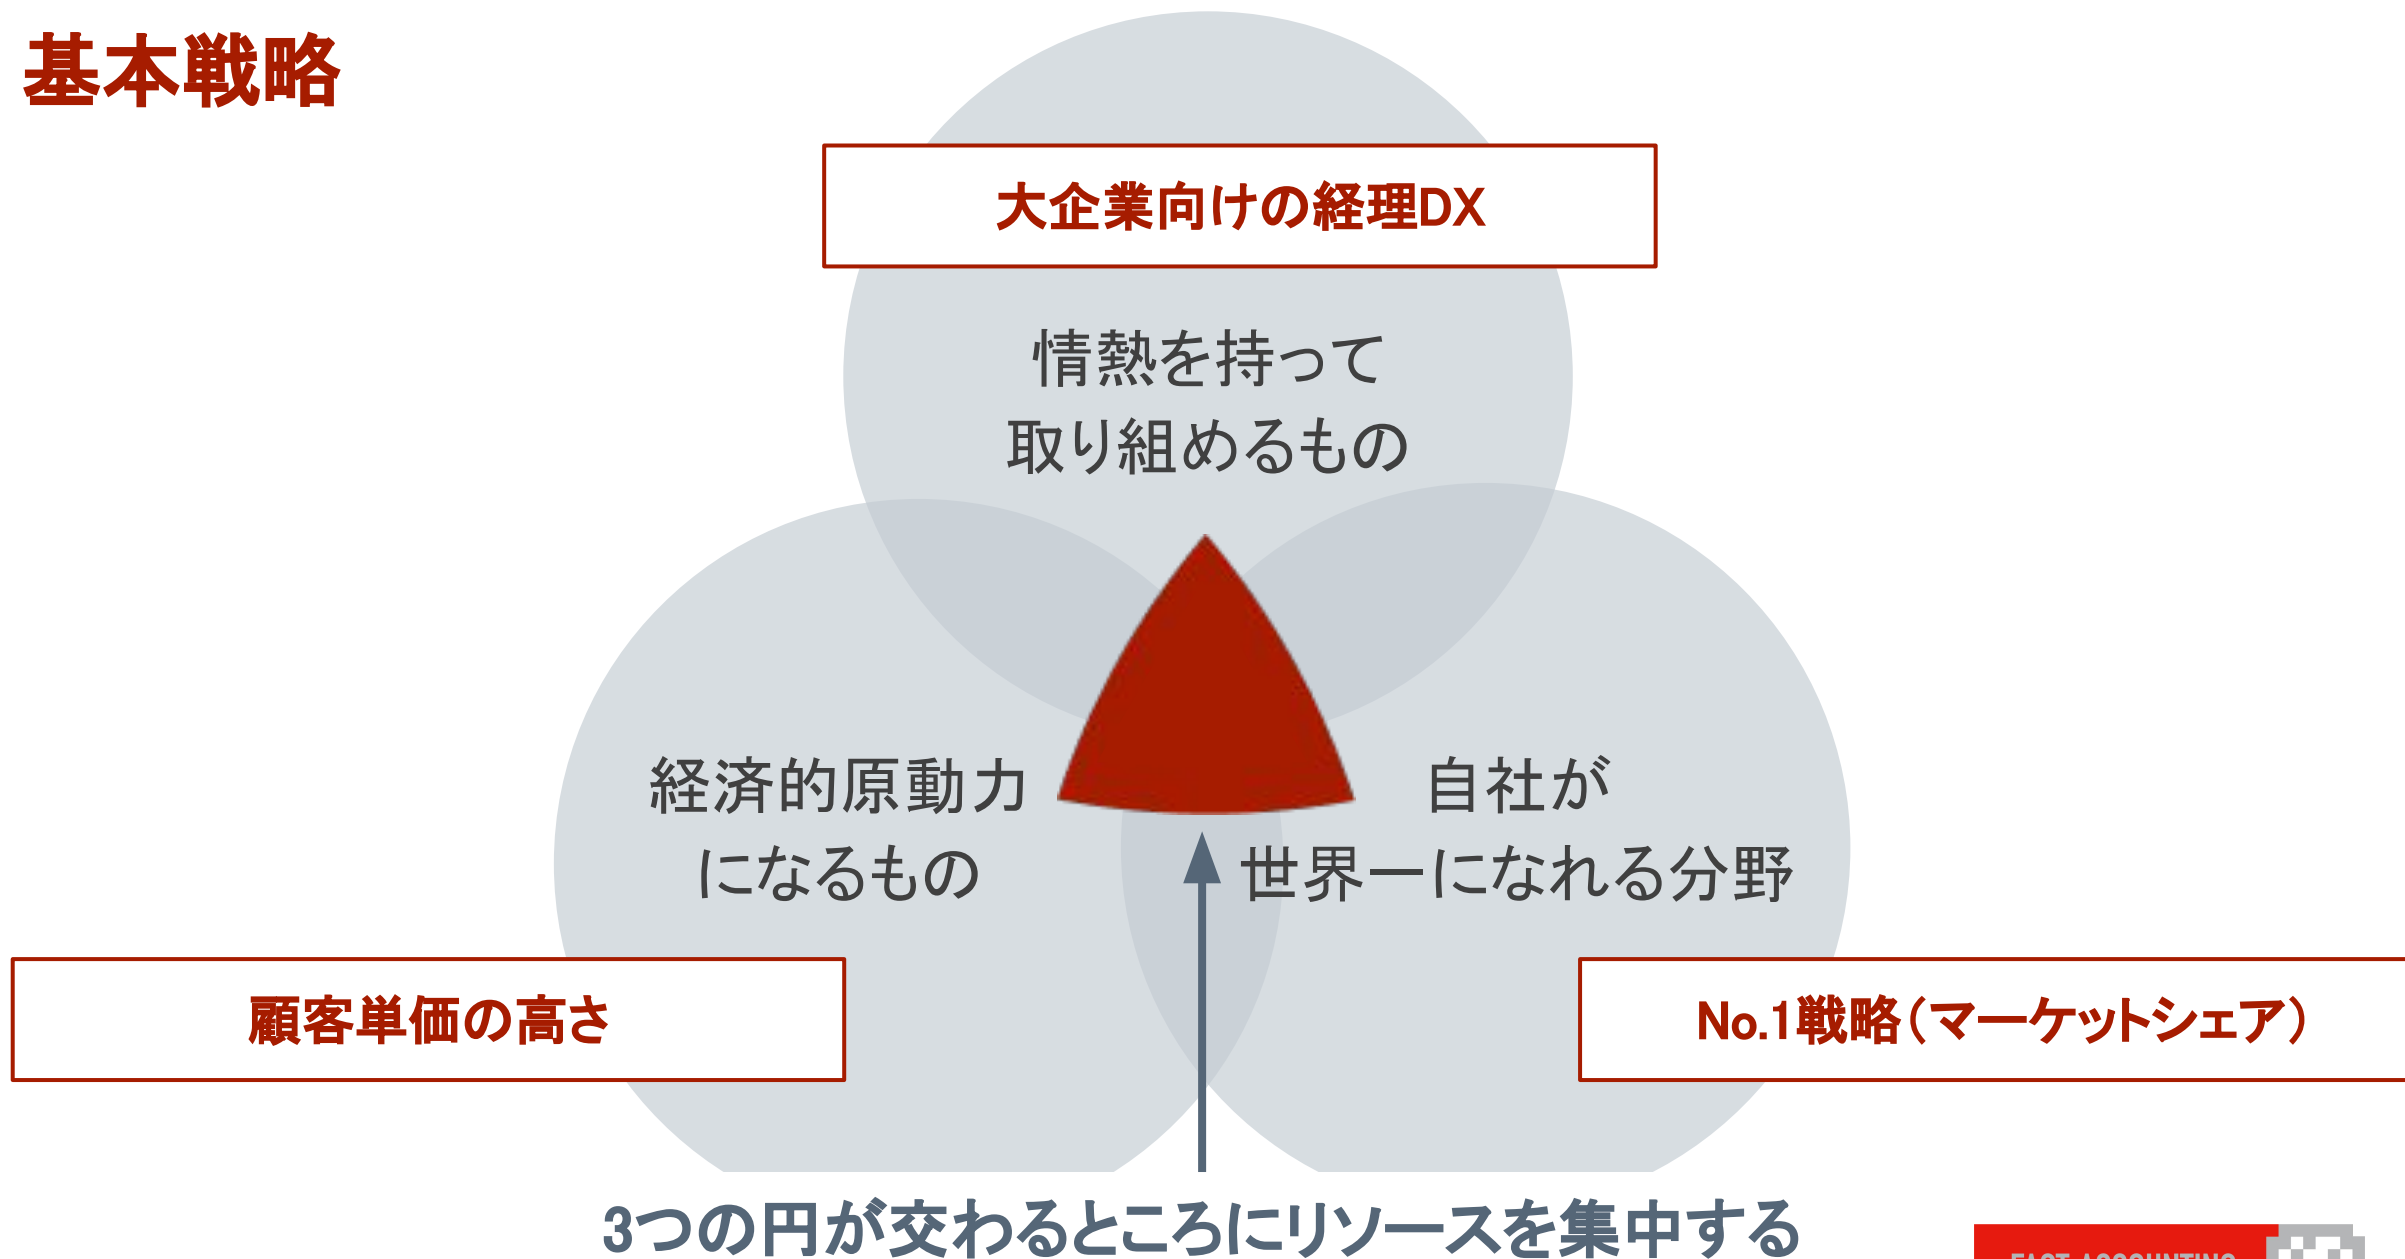 基本戦略
大企業向けの経理DX
情熱を持って
取り組めるもの
経済的原動力
になるもの
自社が
世界一になれる分野
顧客単価の高さ
No.1戦略(マーケットシェア)
3つの円が交わるところにリソースを集中する
FAST ACCOUNTING